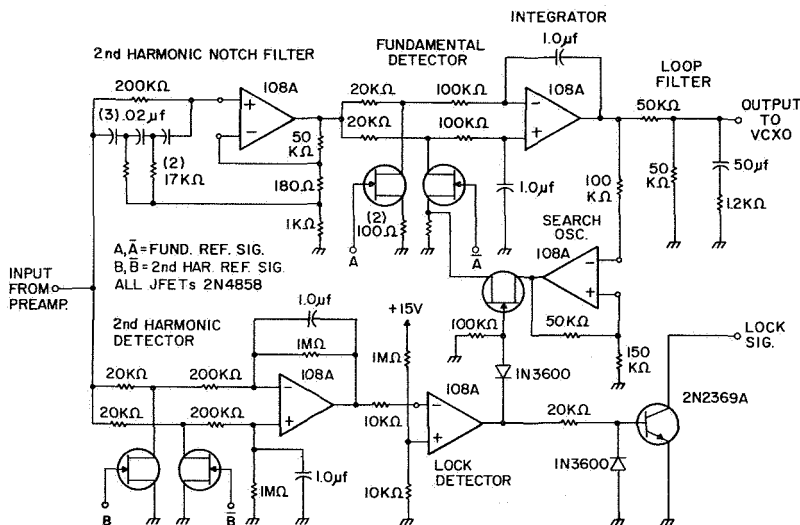 INTEGRATOR
1.0µf
2nd HARMONIC NOTCH FILTER
FUNDAMENTAL
DETECTOR
200KΩ
108A
20KΩ
100KΩ
108A
LOOP
FILTER
50KΩ
OUTPUT
TO
VCXO
(3).02µf
20KΩ
100KΩ
50
KΩ
(2)
17KΩ
180Ω
1.0µf
100
KΩ
50
KΩ
50µf
1KΩ
(2)
100Ω
1.2KΩ
A
Ā
SEARCH
OSC.
108A
A,Ā = FUND. REF. SIG.
B,B̄ = 2nd HAR. REF. SIG.
ALL JFETs 2N4858
INPUT
FROM
PREAMP.
1.0µf
+15V
100KΩ
50KΩ
2nd HARMONIC
DETECTOR
1MΩ
1MΩ
150
KΩ
LOCK
SIG.
20KΩ
200KΩ
108A
1N3600
108A
2N2369A
20KΩ
200KΩ
10KΩ
20KΩ
LOCK
DETECTOR
1N3600
1MΩ
1.0µf
10KΩ
B
B̄